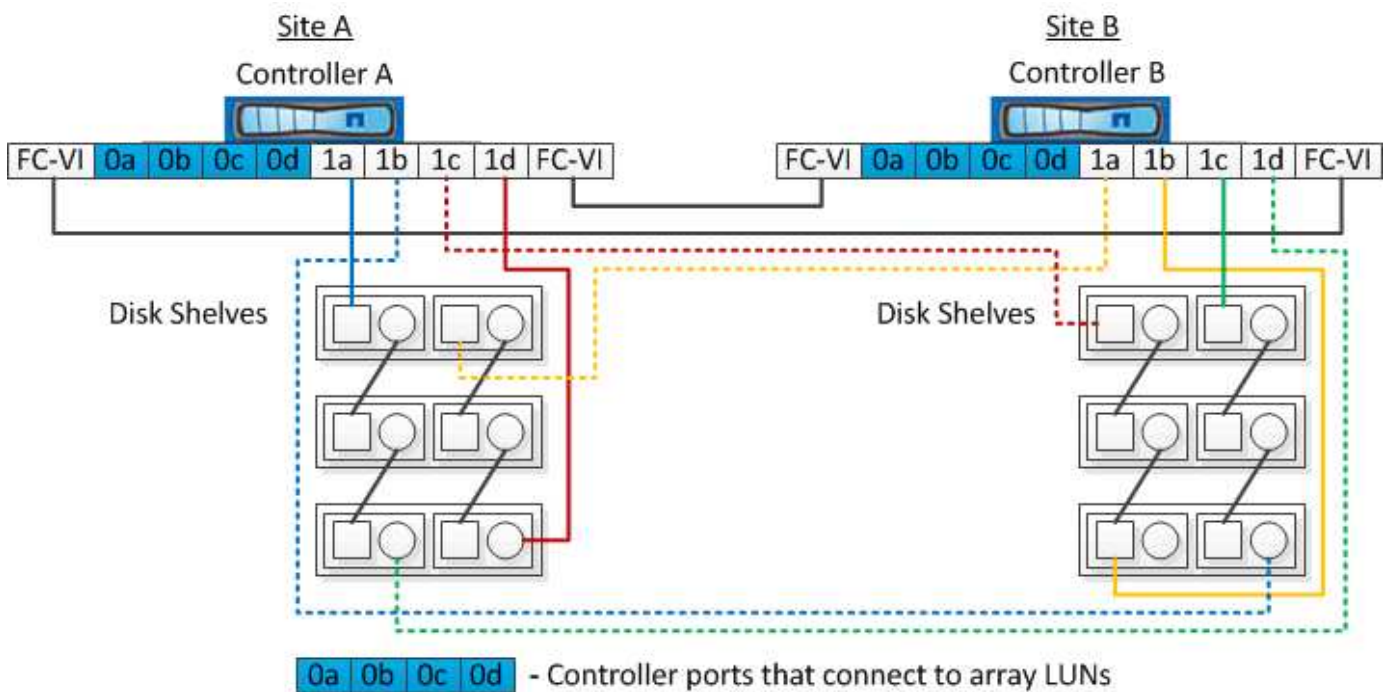 Site A Site B
Controller A Controller B
FC-VI 0a 0b 0c 0d 1a 1b 1c 1d FC-VI FC-VI 0a 0b 0c 0d 1a 1b 1c 1d FC-VI
Disk Shelves Disk Shelves
0a 0b 0c 0d - Controller ports that connect to array LUNs